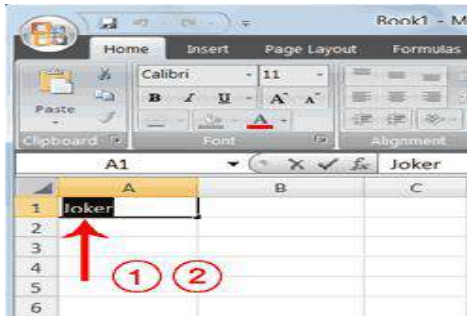 Book1 - M
Home Insert Page Layout Formulas
Calibri 11
Paste B I U A A
A
Clipboard Font Alignment
A1 fx Joker
A B C
1 Joker
2
3
4
5
6
1 2